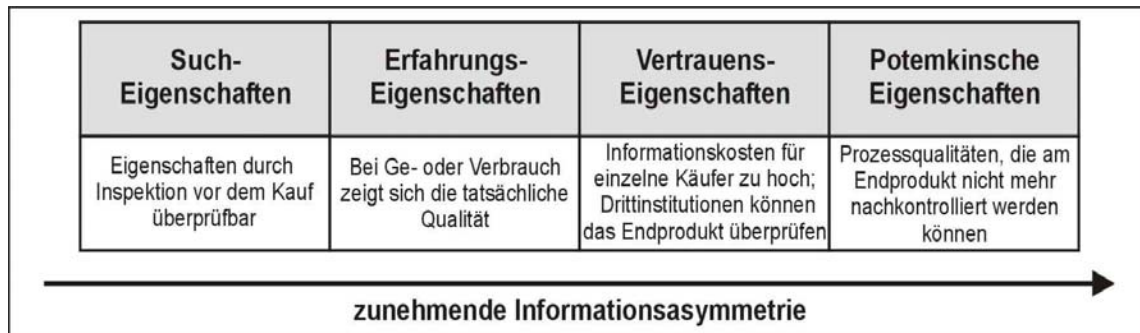 Such-
Eigenschaften
Erfahrungs-
Eigenschaften
Vertrauens-
Eigenschaften
Potemkinsche
Eigenschaften
Eigenschaften durch
Inspektion vor dem Kauf
überprüfbar
Bei Ge- oder Verbrauch
zeigt sich die tatsächliche
Qualität
Informationskosten für
einzelne Käufer zu hoch;
Drittinstitutionen können
das Endprodukt überprüfen
Prozessqualitäten, die am
Endprodukt nicht mehr
nachkontrolliert werden
können
zunehmende Informationsasymmetrie